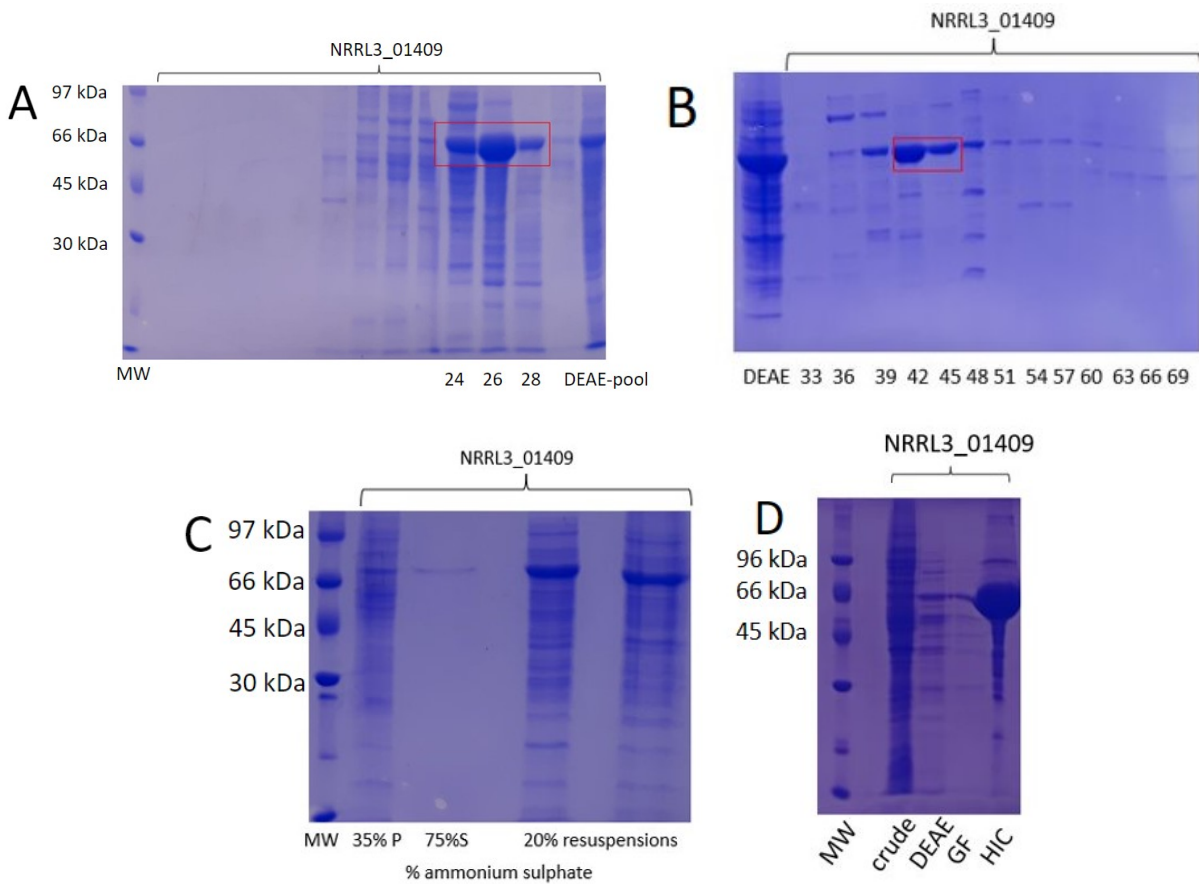 NRRL3_01409
A
97 kDa
66 kDa
45 kDa
30 kDa
MW
24 26 28 DEAE-pool
NRRL3_01409
B
DEAE 33 36 39 42 45 48 51 54 57 60 63 66 69
NRRL3_01409
C
97 kDa
66 kDa
45 kDa
30 kDa
MW 35% P 75%S 20% resuspensions
% ammonium sulphate
NRRL3_01409
D
96 kDa
66 kDa
45 kDa
MW crude DEAE GF HIC